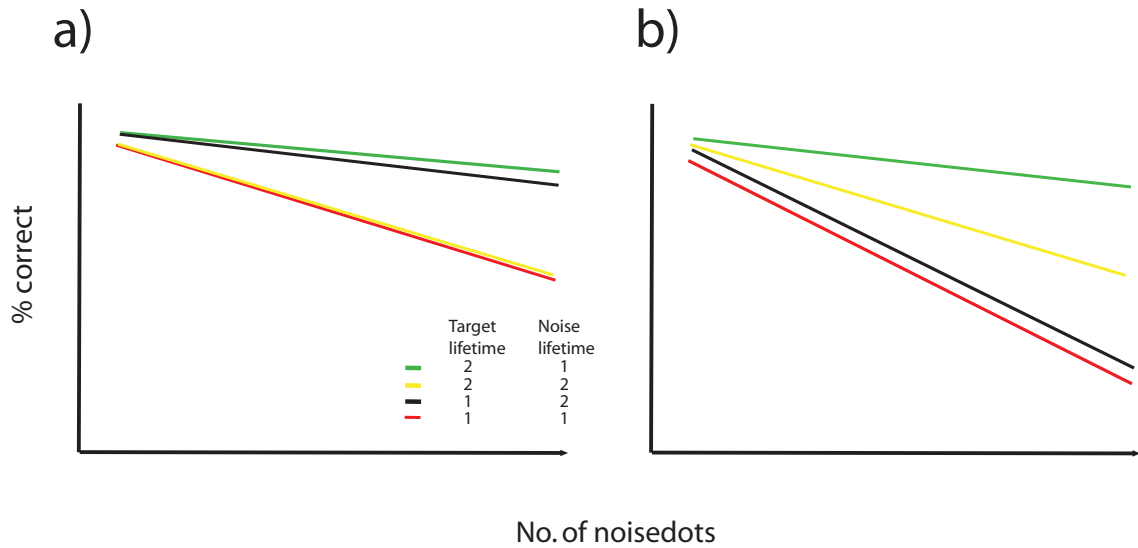 a)
b)
% correct
Target Noise
lifetime lifetime
2 1
2 2
1 2
1 1
No. of noisedots